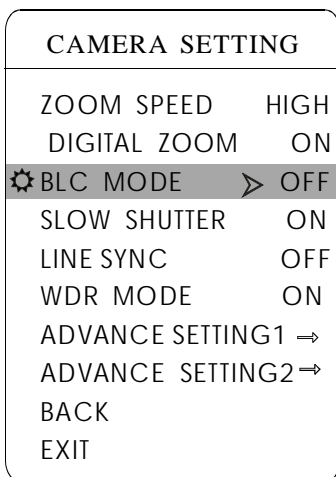 CAMERA SETTING
ZOOM SPEED HIGH
DIGITAL ZOOM ON
BLC MODE OFF
SLOW SHUTTER ON
LINE SYNC OFF
WDR MODE ON
ADVANCE SETTING1 ⇒
ADVANCE SETTING2 ⇒
BACK
EXIT